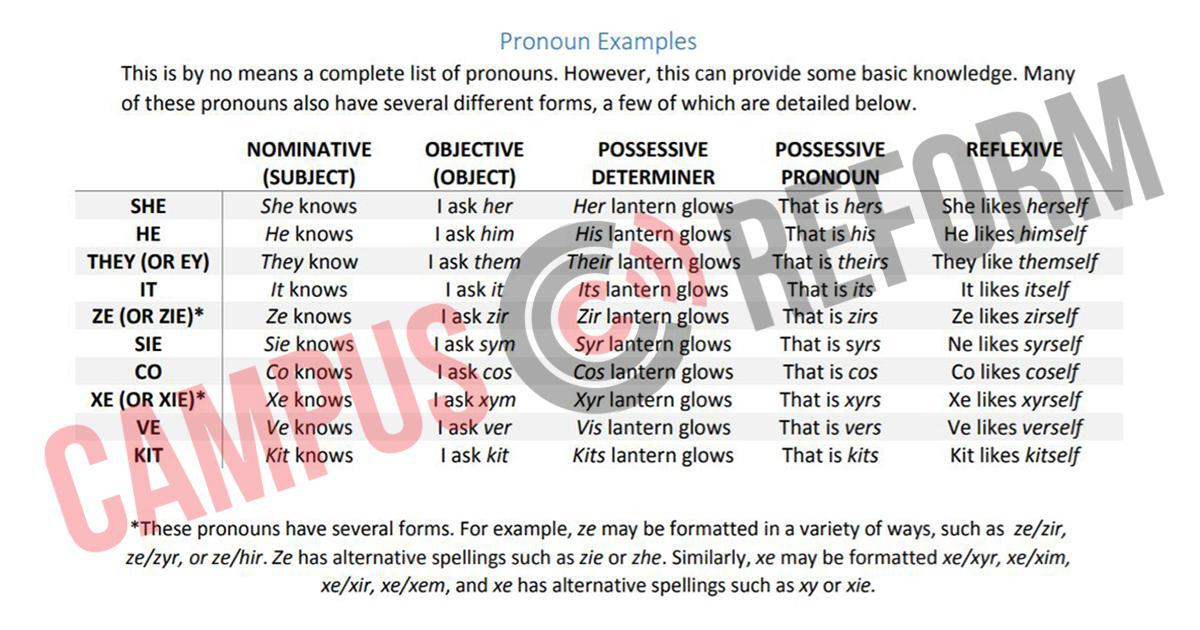 Pronoun Examples
This is by no means a complete list of pronouns. However, this can provide some basic knowledge. Many
of these pronouns also have several different forms, a few of which are detailed below.
NOMINATIVE (SUBJECT) OBJECTIVE (OBJECT) POSSESSIVE DETERMINER POSSESSIVE PRONOUN REFLEXIVE
SHE She knows I ask her Her lantern glows That is hers She likes herself
HE He knows I ask him His lantern glows That is his He likes himself
THEY (OR EY) They know I ask them Their lantern glows That is theirs They like themself
IT It knows I ask it Its lantern glows That is its It likes itself
ZE (OR ZIE)* Ze knows I ask zir Zir lantern glows That is zirs Ze likes zirself
SIE Sie knows I ask sym Syr lantern glows That is syrs Ne likes syrself
CO Co knows I ask cos Cos lantern glows That is cos Co likes coself
XE (OR XIE)* Xe knows I ask xym Xyr lantern glows That is xyrs Xe likes xyrself
VE Ve knows I ask ver Vis lantern glows That is vers Ve likes verself
KIT Kit knows I ask kit Kits lantern glows That is kits Kit likes kitself
*These pronouns have several forms. For example, ze may be formatted in a variety of ways, such as ze/zir,
ze/zyr, or ze/hir. Ze has alternative spellings such as zie or zhe. Similarly, xe may be formatted xe/xyr, xe/xim,
xe/xir, xe/xem, and xe has alternative spellings such as xy or xie.
CAMPUS C REFORM